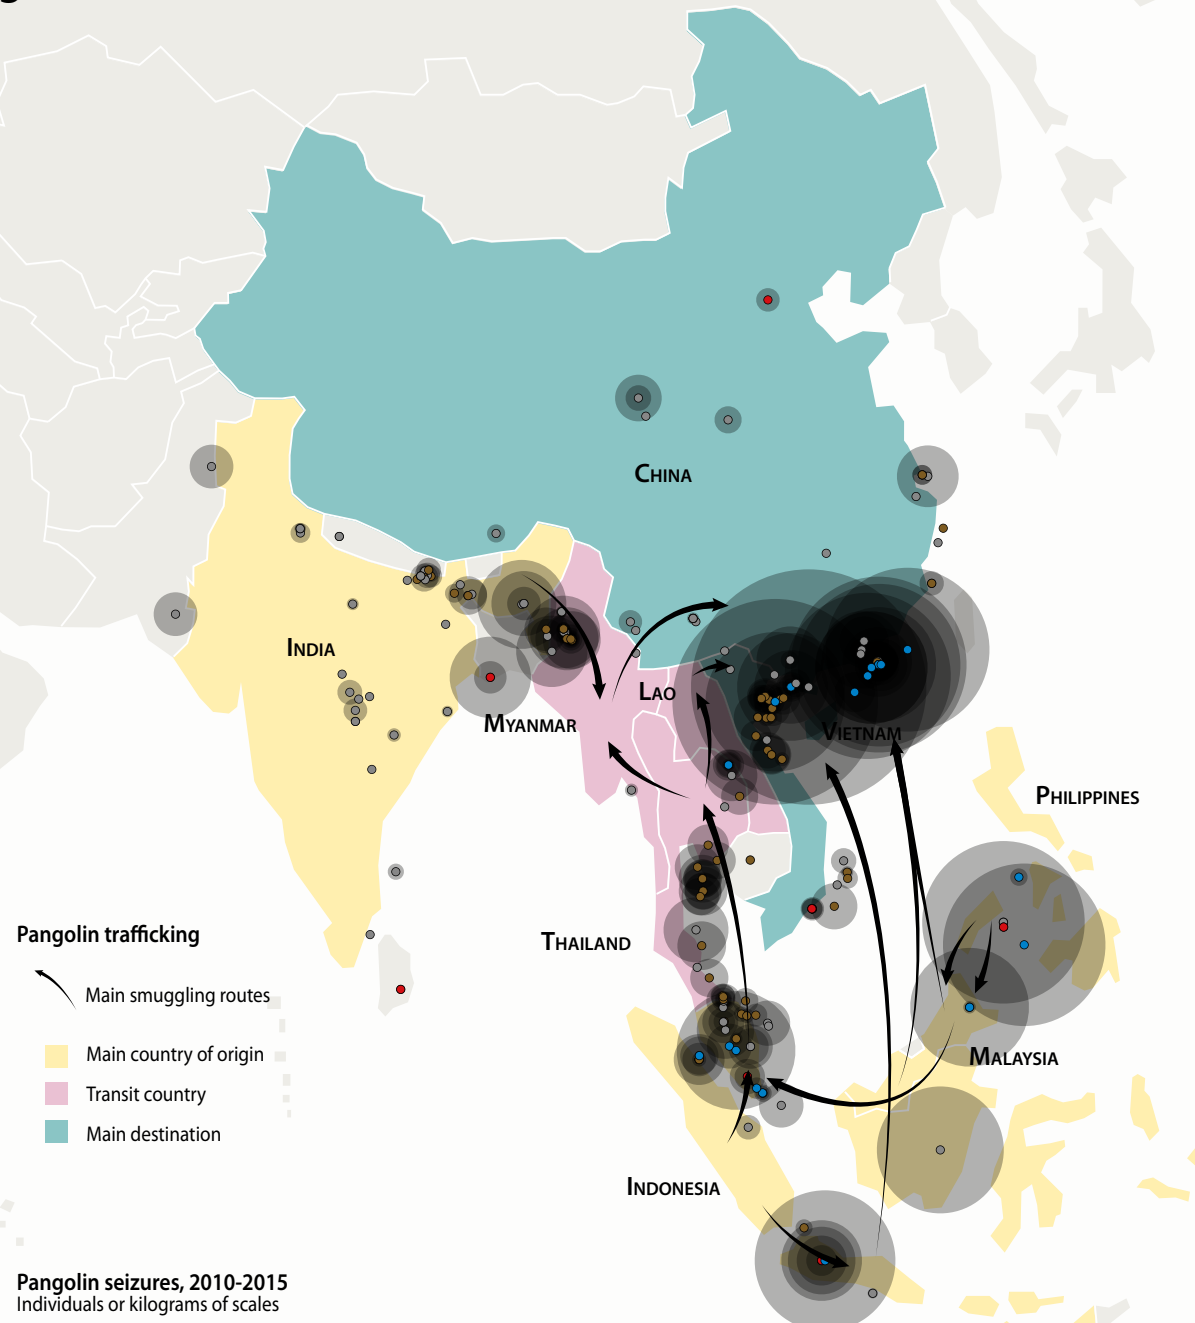 China
India
Lao
Myanmar
Vietnam
Philippines
Pangolin trafficking
Thailand
Main smuggling routes
Main country of origin
Malaysia
Transit country
Main destination
Indonesia
Pangolin seizures, 2010-2015
Individuals or kilograms of scales